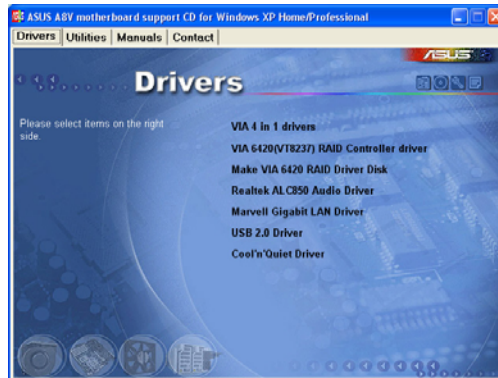 ASUS A8V motherboard support CD for Windows XP Home/Professional
Drivers Utilities Manuals Contact
ASUS
Drivers
Please select items on the right
side.
VIA 4 in 1 drivers
VIA 6420(VT8237) RAID Controller driver
Make VIA 6420 RAID Driver Disk
Realtek ALC850 Audio Driver
Marvell Gigabit LAN Driver
USB 2.0 Driver
Cool'n'Quiet Driver